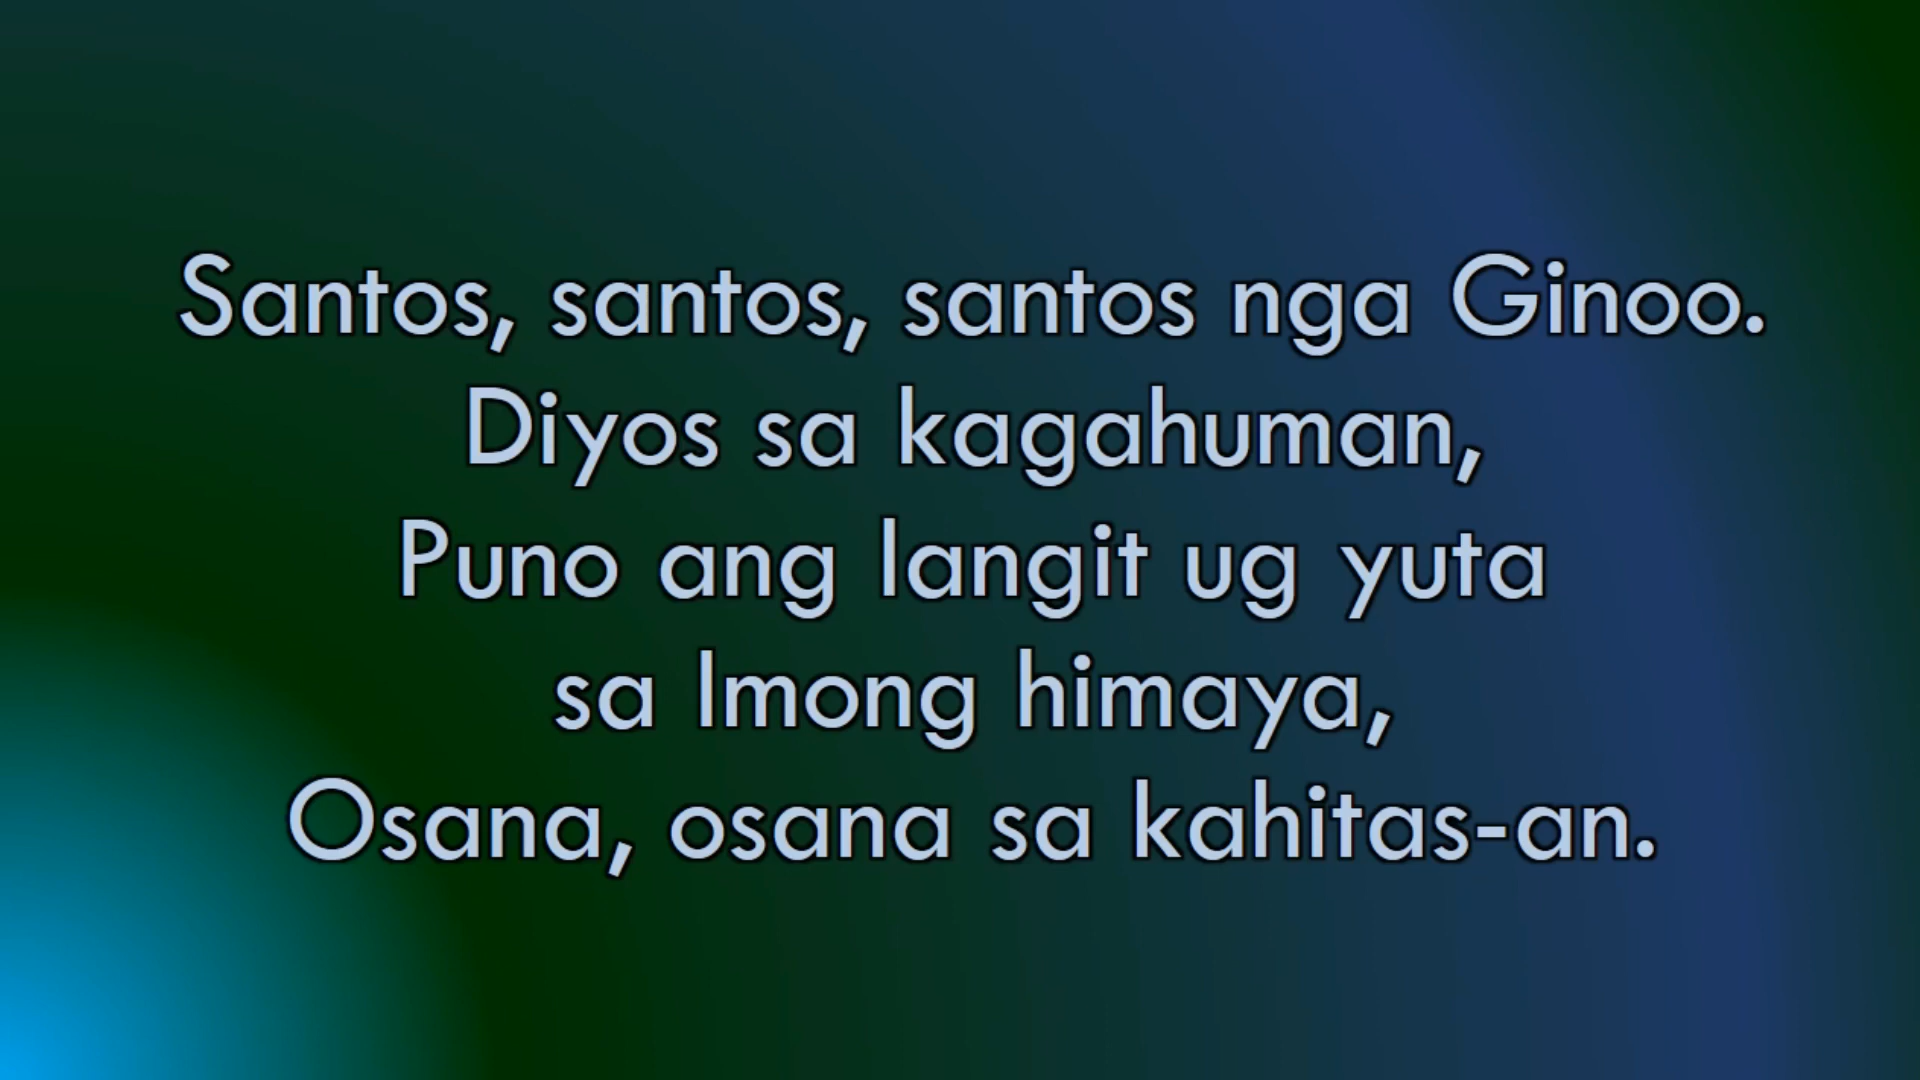 Santos, santos, santos nga Ginoo.
Diyos sa kagahuman,
Puno ang langit ug yuta
sa Imong himaya,
Osana, osana sa kahitas-an.